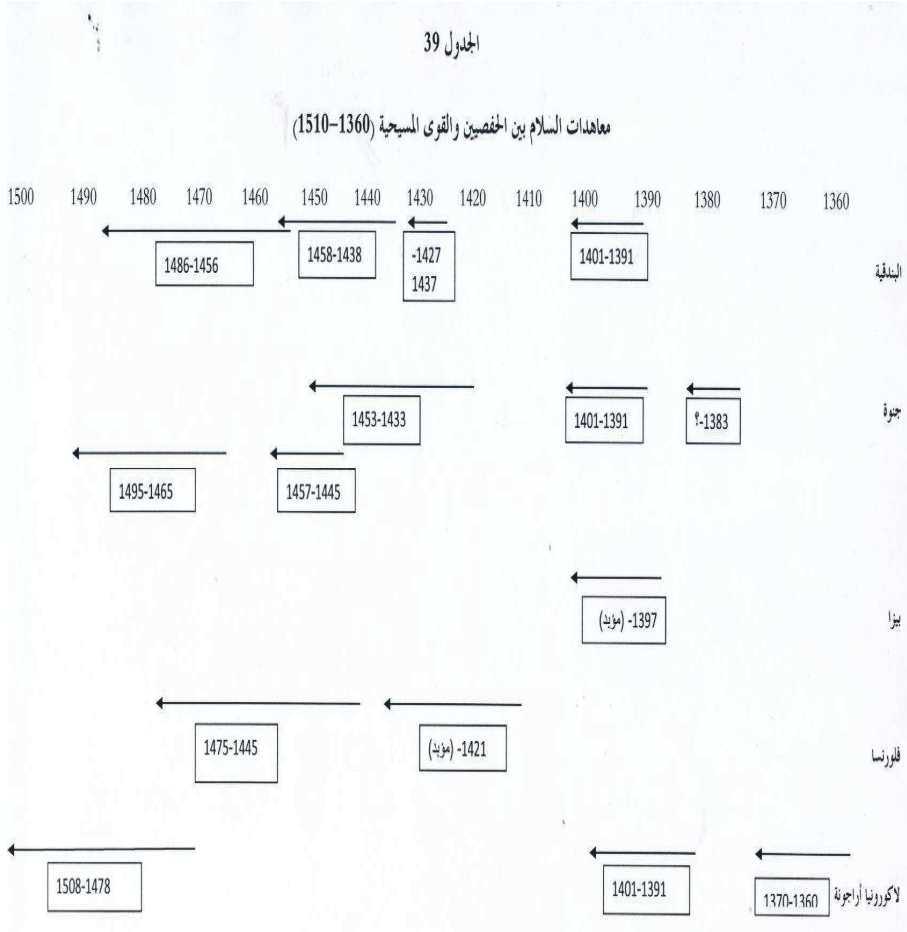 الجدول 39
معاهدات السلام بين الحفصيين والقوى المسيحية (1360-1510)
1500 1490 1480 1470 1460 1450 1440 1430 1420 1410 1400 1390 1380 1370 1360
البندقية
1401-1391
-1427
1437
1458-1438
1486-1456
جنوة
1383-؟
1401-1391
1453-1433
1457-1445
1495-1465
بيزا
1397- (مؤبد)
فلورنسا
1421- (مؤبد)
1475-1445
لاكورونيا أراجونة
1370-1360
1401-1391
1508-1478